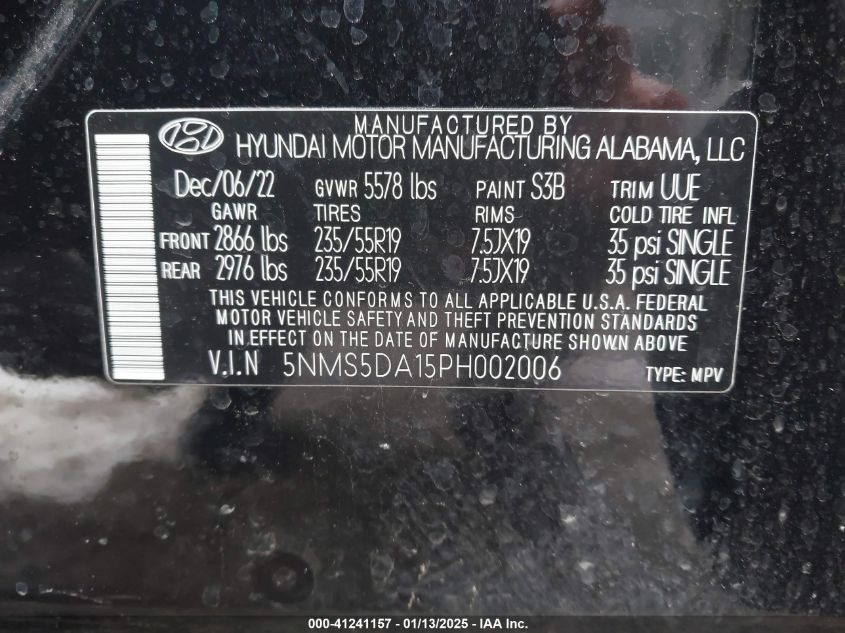 MANUFACTURED BY
HYUNDAI MOTOR MANUFACTURING ALABAMA, LLC
Dec/06/22 GVWR 5578 lbs PAINT S3B TRIM UUE
GAWR TIRES RIMS COLD TIRE INFL
FRONT 2866 lbs 235/55R19 7.5JX19 35 psi SINGLE
REAR 2976 lbs 235/55R19 7.5JX19 35 psi SINGLE
THIS VEHICLE CONFORMS TO ALL APPLICABLE U.S.A. FEDERAL
MOTOR VEHICLE SAFETY AND THEFT PREVENTION STANDARDS
IN EFFECT ON THE DATE OF MANUFACTURE SHOWN ABOVE.
V.I.N 5NMS5DA15PH002006 TYPE: MPV
000-41241157 - 01/13/2025 - IAA Inc.